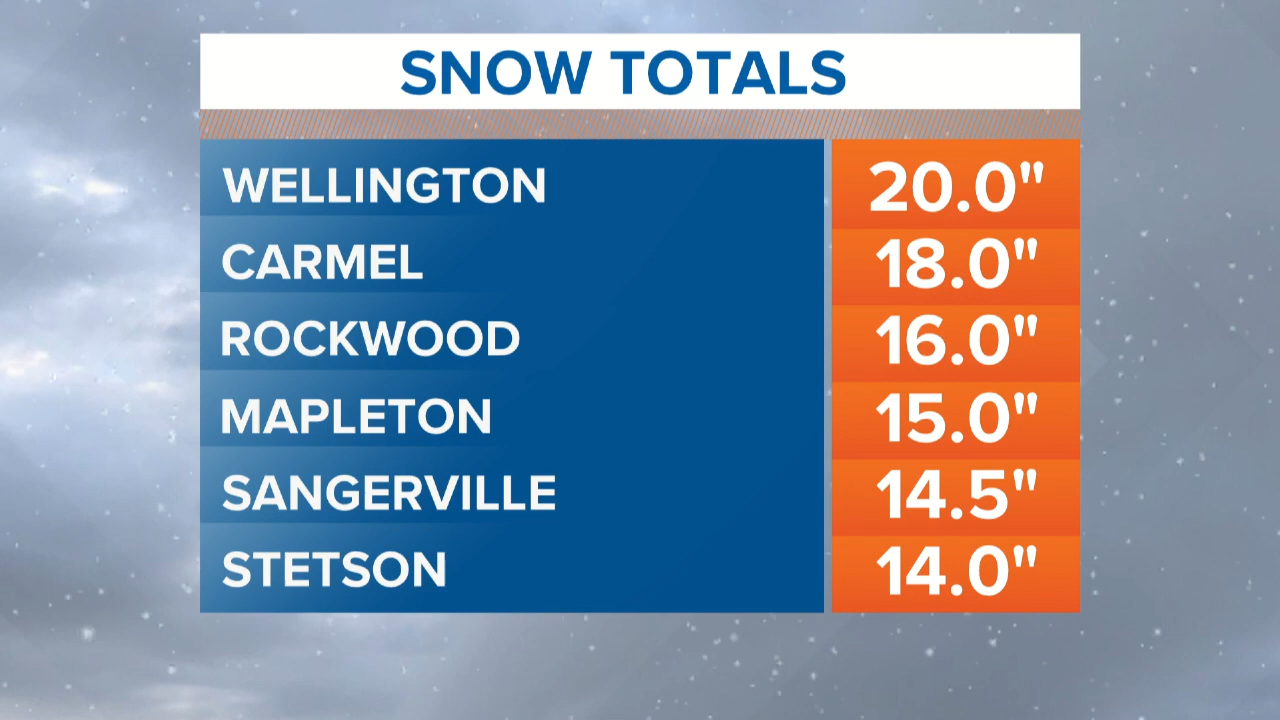 SNOW TOTALS
WELLINGTON 20.0"
CARMEL 18.0"
ROCKWOOD 16.0"
MAPLETON 15.0"
SANGERVILLE 14.5"
STETSON 14.0"